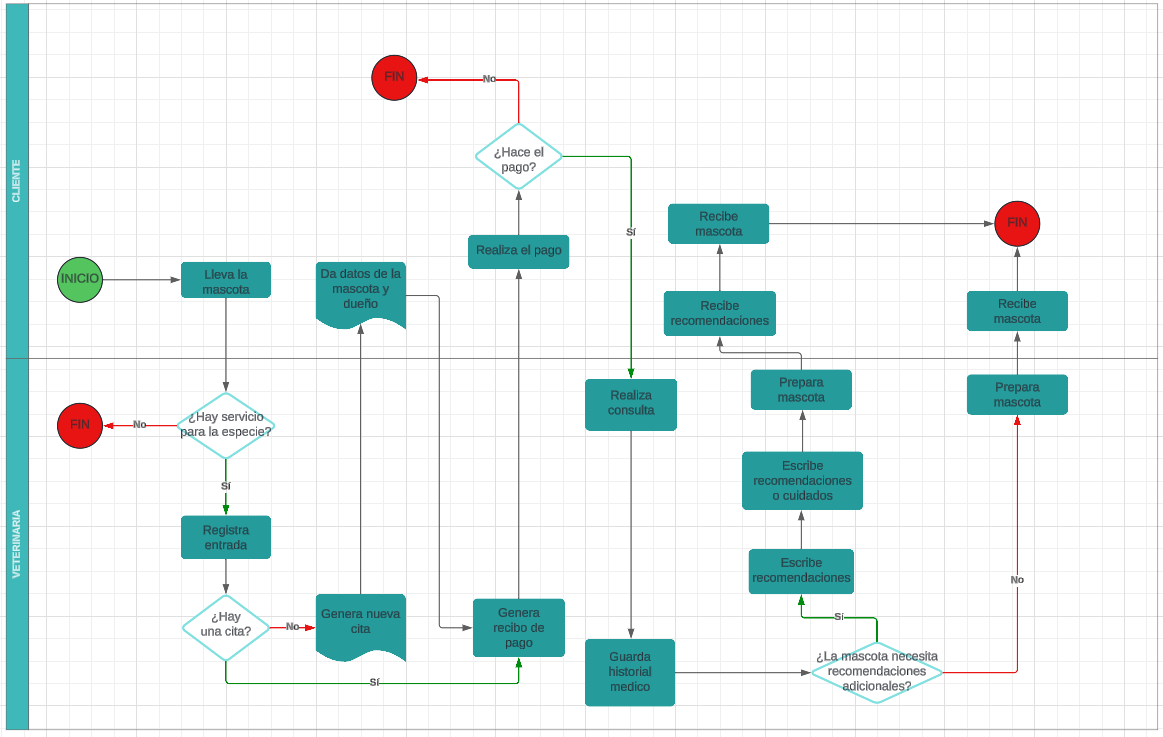 CLIENTE
FIN
No
¿Hace el
pago?
Sí
Realiza el pago
INICIO
Lleva la
mascota
Da datos de la
mascota y
dueño
Recibe
mascota
FIN
Recibe
recomendaciones
Recibe
mascota
VETERINARIA
FIN
No
¿Hay servicio
para la especie?
Sí
Registra
entrada
¿Hay
una cita?
No
Genera nueva
cita
Sí
Genera
recibo de
pago
Realiza
consulta
Guarda
historial
medico
¿La mascota necesita
recomendaciones
adicionales?
Sí
Escribe
recomendaciones
Escribe
recomendaciones
o cuidados
Prepara
mascota
No
Prepara
mascota